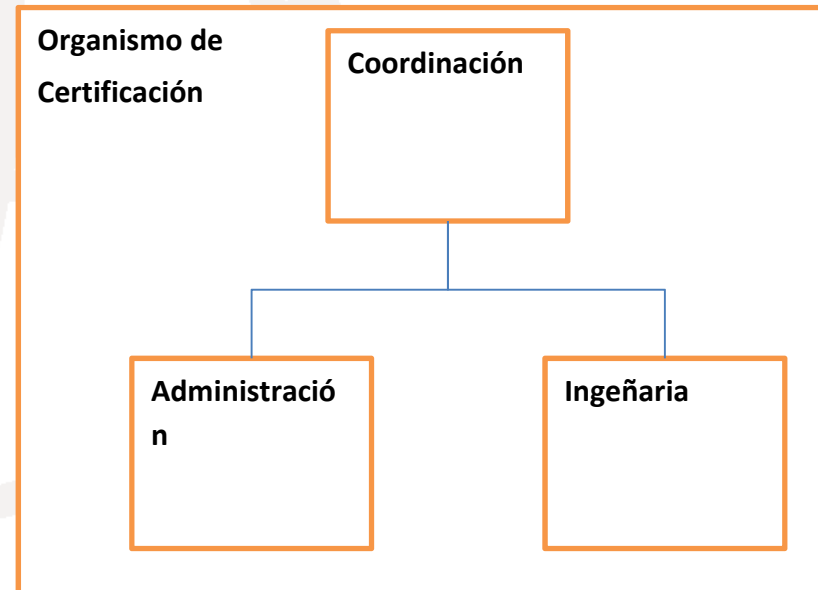 Organismo de
Certificación
Coordinación
Administració
n
Ingeñaria